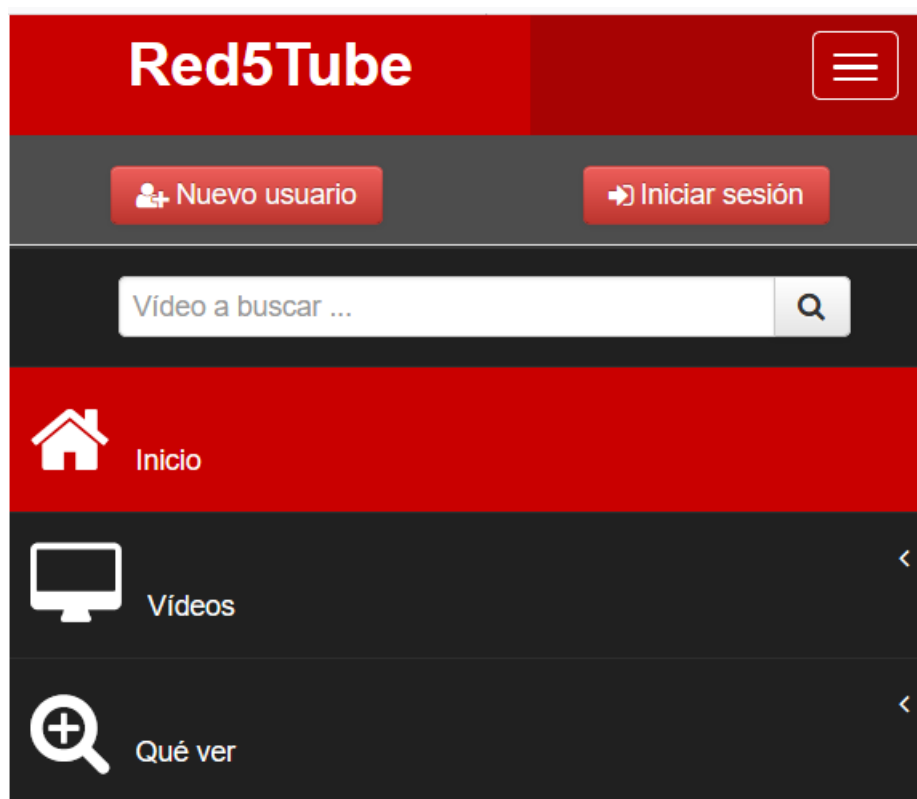 Red5Tube
Nuevo usuario
Iniciar sesión
Vídeo a buscar ...
Inicio
Vídeos
Qué ver